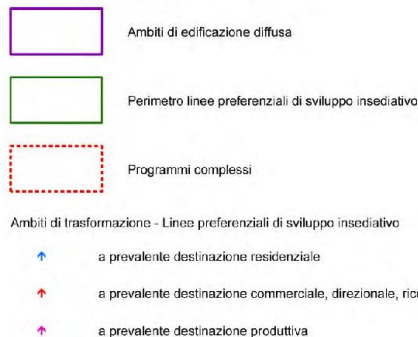 Ambiti di edificazione diffusa
Perimetro linee preferenziali di sviluppo insediativo
Programmi complessi
Ambiti di trasformazione - Linee preferenziali di sviluppo insediativo
a prevalente destinazione residenziale
a prevalente destinazione commerciale, direzionale,
a prevalente destinazione produttiva